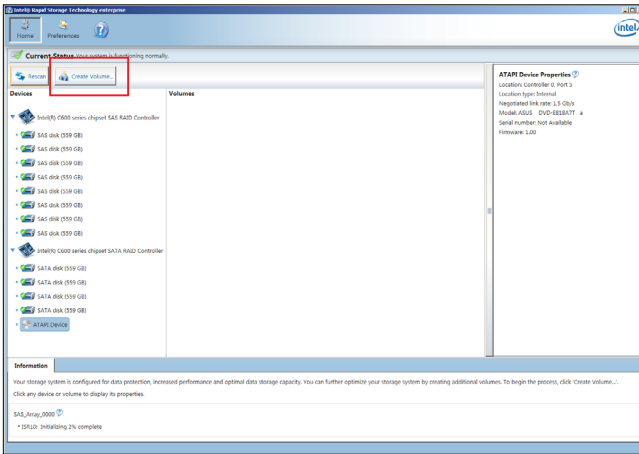 Intel® Rapid Storage Technology enterprise
Home
Preferences
intel
Current Status Your system is functioning normally.
Rescan
Create Volume...
Devices
Volumes
Intel(R) C600 series chipset SAS RAID Controller
SAS disk (559 GB)
SAS disk (559 GB)
SAS disk (559 GB)
SAS disk (559 GB)
SAS disk (559 GB)
SAS disk (559 GB)
SAS disk (559 GB)
SAS disk (559 GB)
Intel(R) C600 series chipset SATA RAID Controller
SATA disk (559 GB)
SATA disk (559 GB)
SATA disk (559 GB)
SATA disk (559 GB)
ATAPI Device
ATAPI Device Properties
Location: Controller 0, Port 5
Location type: Internal
Negotiated link rate: 1.5 Gb/s
Model: ASUS DVD-E818A7T a
Serial number: Not Available
Firmware: 1.00
Information
Your storage system is configured for data protection, increased performance and optimal data storage capacity. You can further optimize your storage system by creating additional volumes. To begin the process, click 'Create Volume...'
Click any device or volume to display its properties.
SAS_Array_0000
• ISR10: Initializing 2% complete